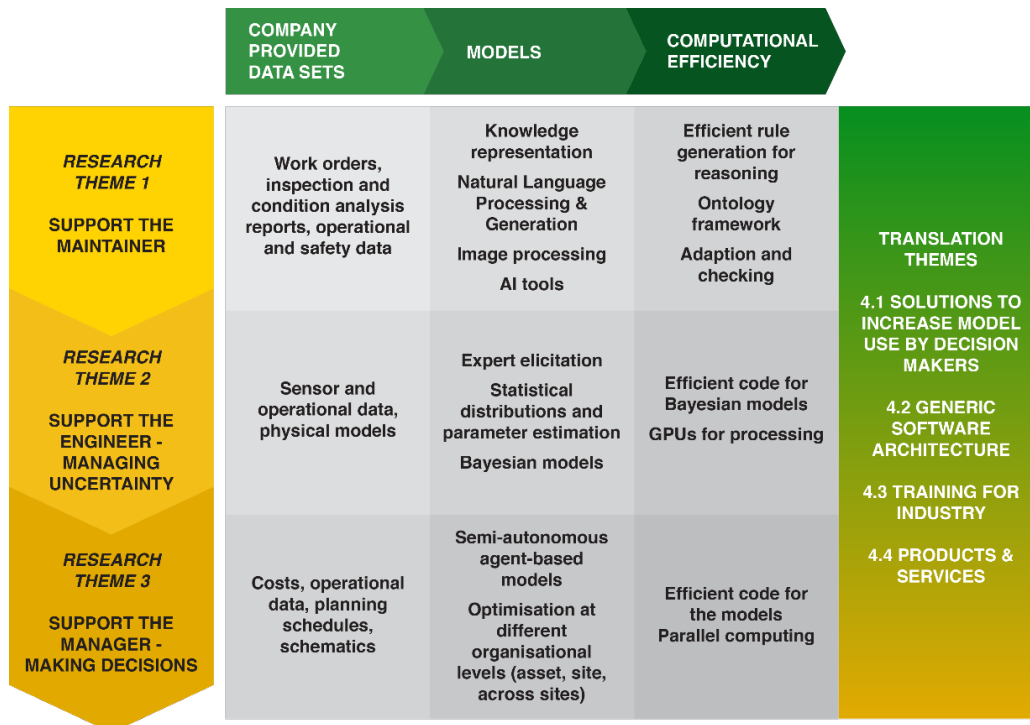 COMPANY
PROVIDED
DATA SETS
MODELS
COMPUTATIONAL
EFFICIENCY
RESEARCH
THEME 1
SUPPORT THE
MAINTAINER
Work orders,
inspection and
condition analysis
reports, operational
and safety data
Knowledge
representation
Natural Language
Processing &
Generation
Image processing
AI tools
Efficient rule
generation for
reasoning
Ontology
framework
Adaption and
checking
RESEARCH
THEME 2
SUPPORT THE
ENGINEER -
MANAGING
UNCERTAINTY
Sensor and
operational data,
physical models
Expert elicitation
Statistical
distributions and
parameter estimation
Bayesian models
Efficient code for
Bayesian models
GPUs for processing
RESEARCH
THEME 3
SUPPORT THE
MANAGER -
MAKING DECISIONS
Costs, operational
data, planning
schedules,
schematics
Semi-autonomous
agent-based
models
Optimisation at
different
organisational
levels (asset, site,
across sites)
Efficient code for
the models
Parallel computing
TRANSLATION
THEMES
4.1 SOLUTIONS TO
INCREASE MODEL
USE BY DECISION
MAKERS
4.2 GENERIC
SOFTWARE
ARCHITECTURE
4.3 TRAINING FOR
INDUSTRY
4.4 PRODUCTS &
SERVICES